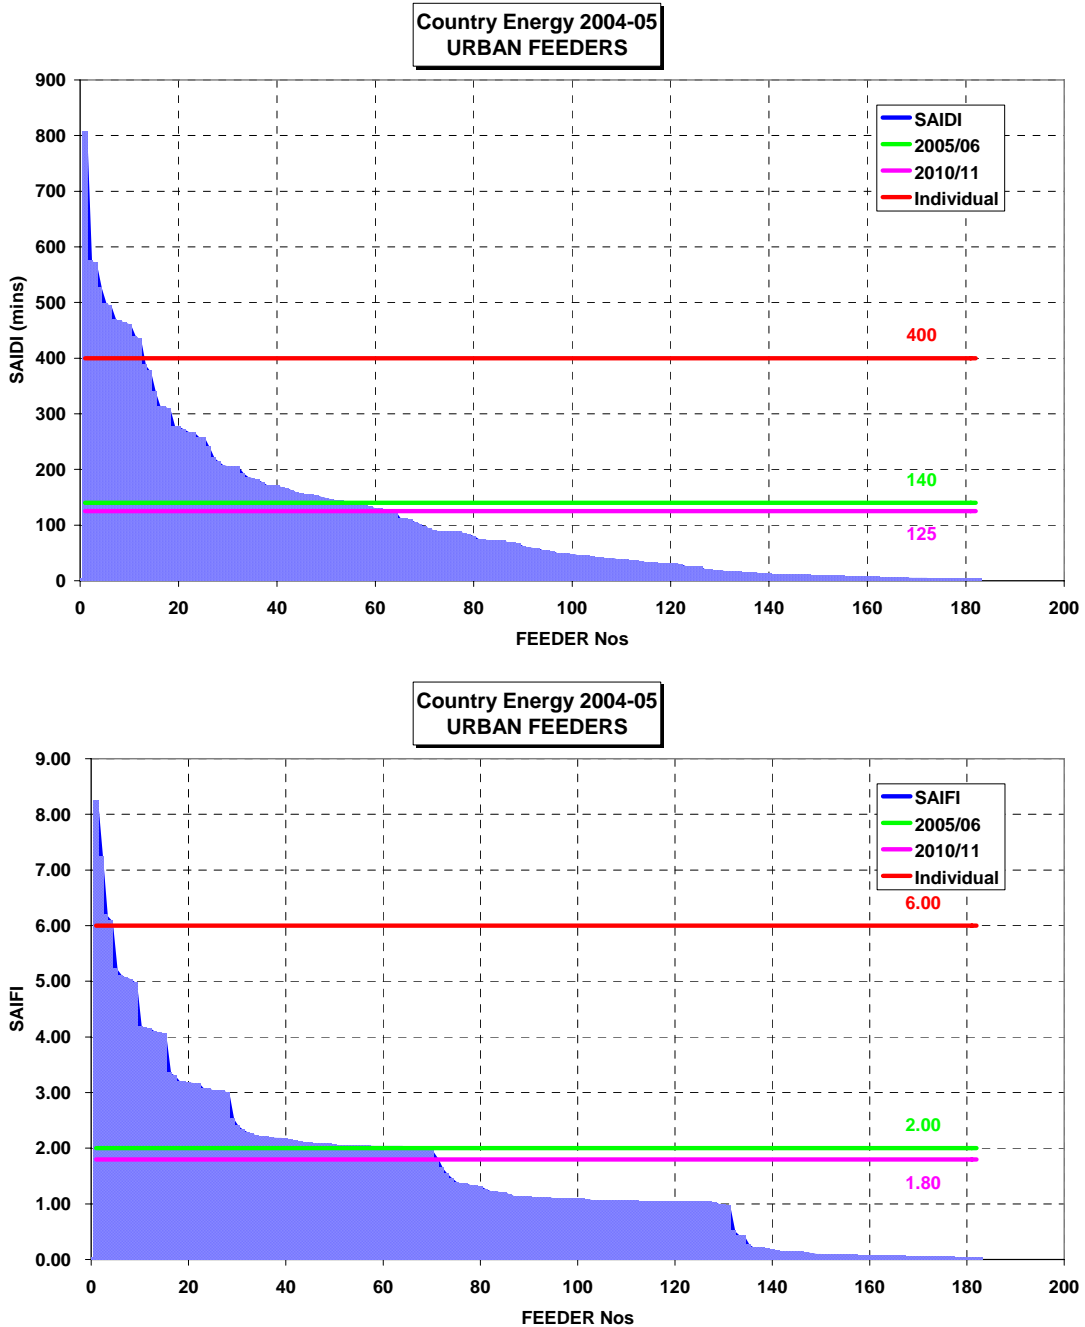 Country Energy 2004-05
URBAN FEEDERS
900
800
700
600
500
400
300
200
100
0
SAIDI (mins)
SAIDI
2005/06
2010/11
Individual
400
140
125
0 20 40 60 80 100 120 140 160 180 200
FEEDER Nos
Country Energy 2004-05
URBAN FEEDERS
9.00
8.00
7.00
6.00
5.00
4.00
3.00
2.00
1.00
0.00
SAIFI
SAIFI
2005/06
2010/11
Individual
6.00
2.00
1.80
0 20 40 60 80 100 120 140 160 180 200
FEEDER Nos